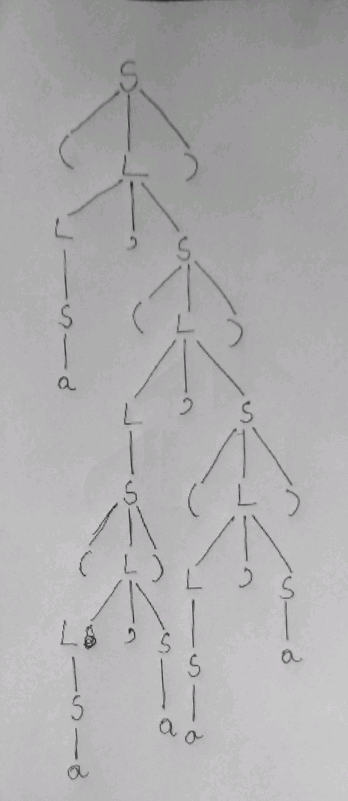 S
( L )
L , S
S ( L )
a
L , S
S ( L )
( L ) L , S
L , S S a
S a a
a